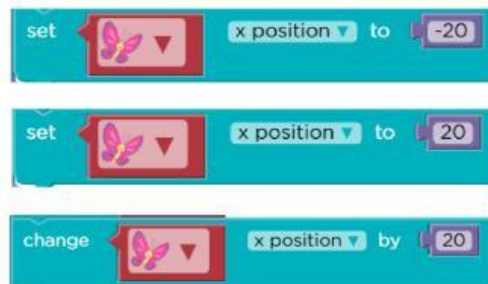 set x position to -20
set x position to 20
change x position by 20